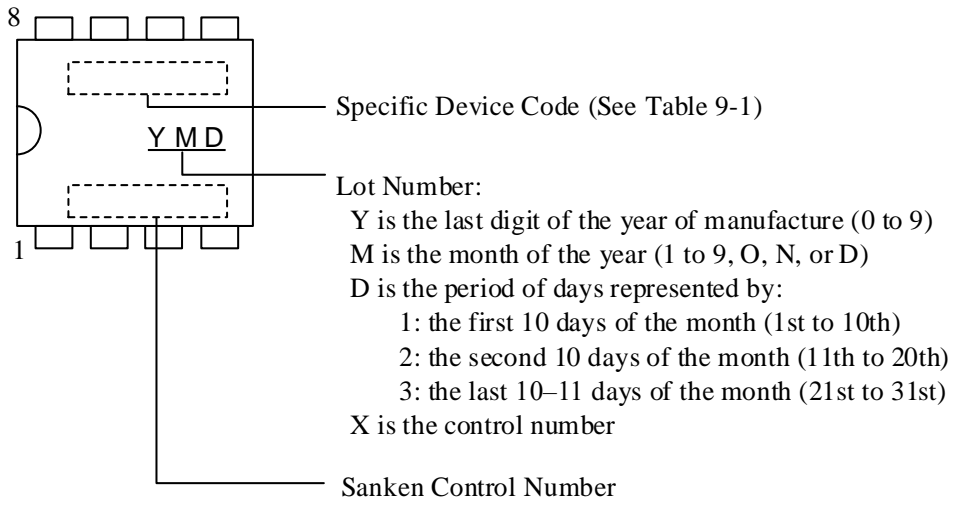 8
Specific Device Code (See Table 9-1)
Y M D
Lot Number:
Y is the last digit of the year of manufacture (0 to 9)
M is the month of the year (1 to 9, O, N, or D)
1
D is the period of days represented by:
1: the first 10 days of the month (1st to 10th)
2: the second 10 days of the month (11th to 20th)
3: the last 10–11 days of the month (21st to 31st)
X is the control number
Sanken Control Number